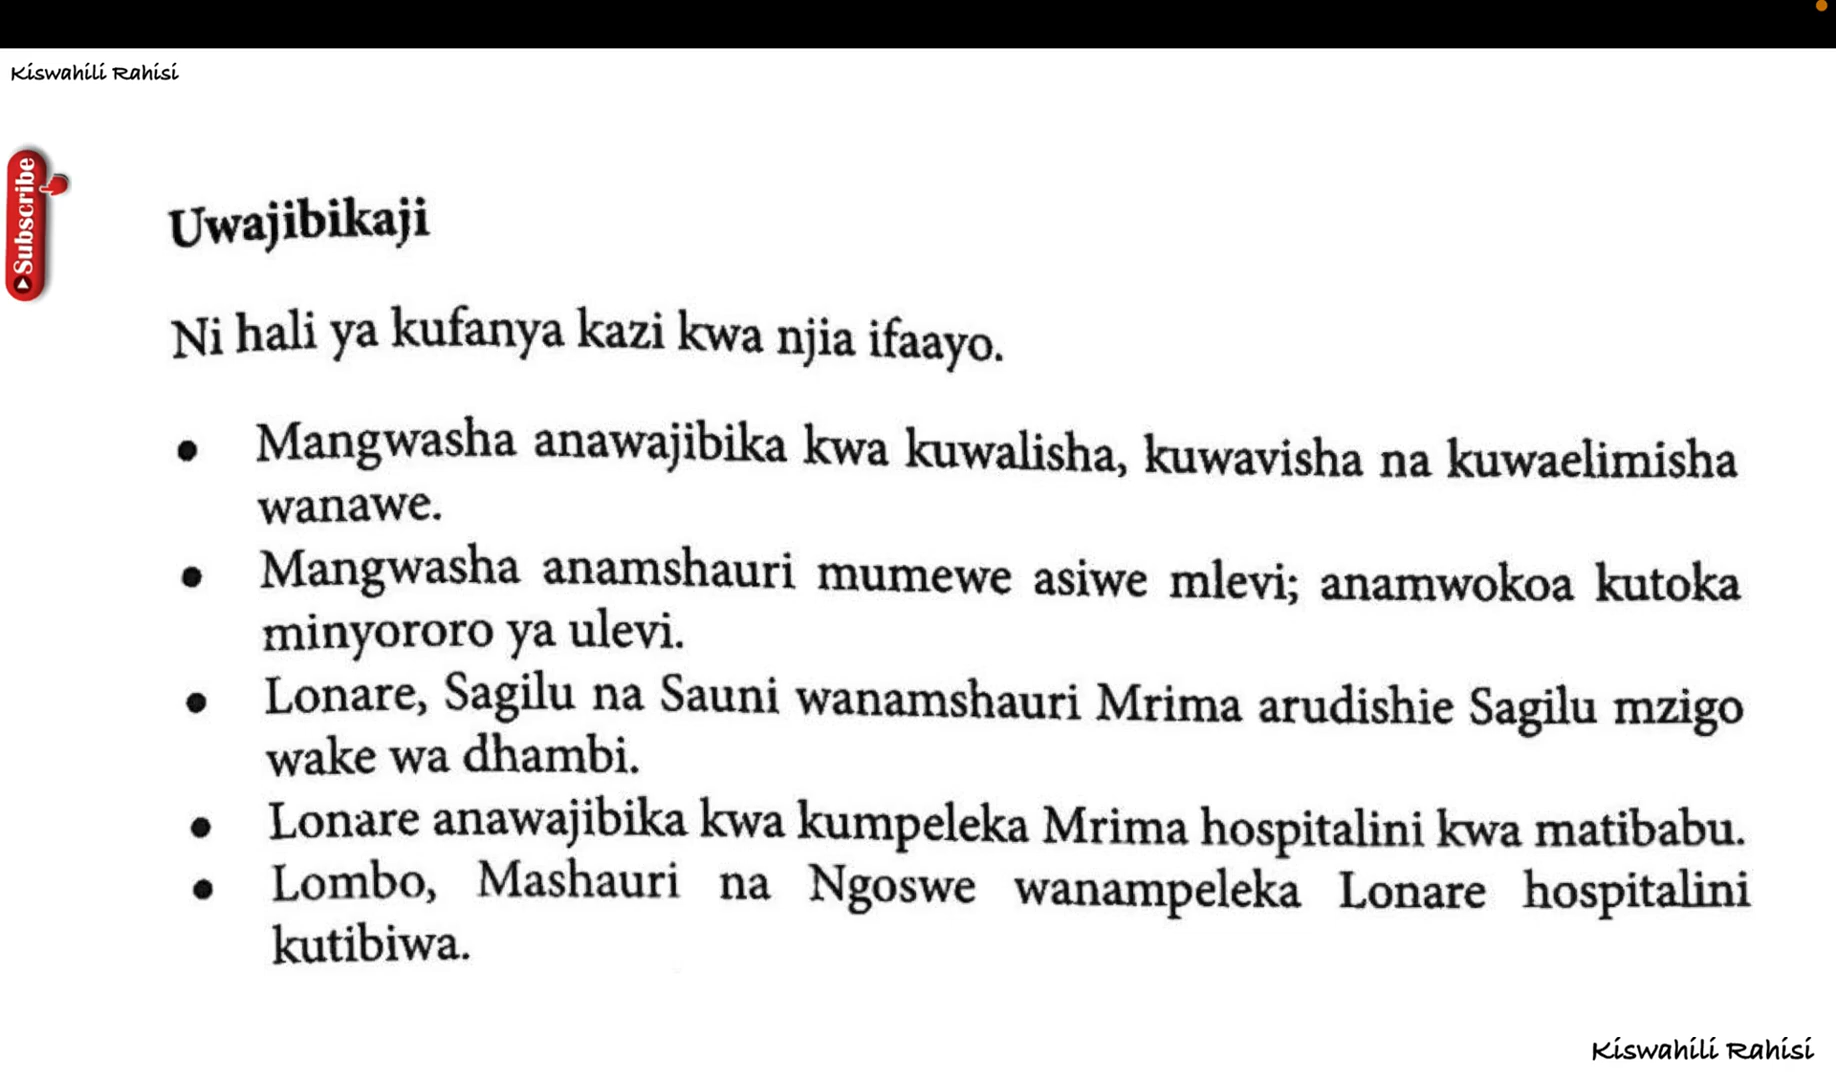 Kiswahili Rahisi
Subscribe
Uwajibikaji
Ni hali ya kufanya kazi kwa njia ifaayo.
• Mangwasha anawajibika kwa kuwalisha, kuwavisha na kuwaelimisha
wanawe.
• Mangwasha anamshauri mumewe asiwe mlevi; anamwokoa kutoka
minyororo ya ulevi.
• Lonare, Sagilu na Sauni wanamshauri Mrima arudishie Sagilu mzigo
wake wa dhambi.
• Lonare anawajibika kwa kumpeleka Mrima hospitalini kwa matibabu.
• Lombo, Mashauri na Ngoswe wanampeleka Lonare hospitalini
kutibiwa.
Kiswahili Rahisi